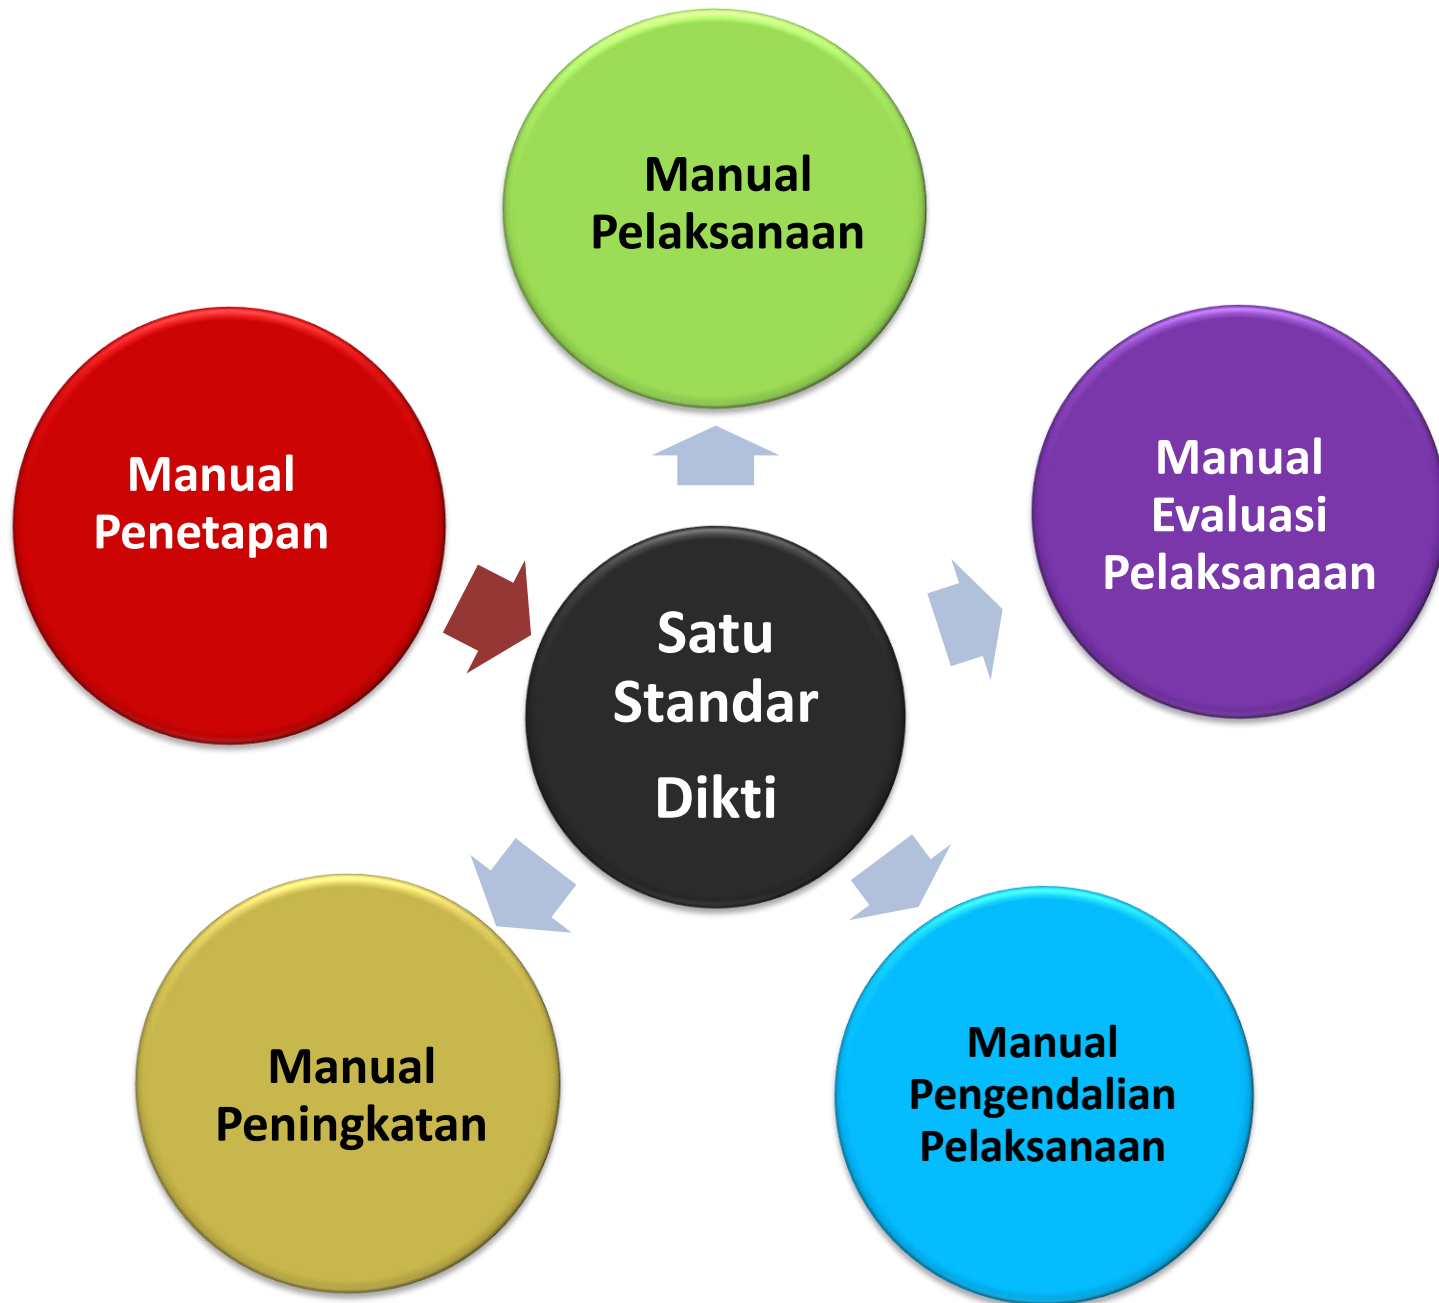 Manual
Pelaksanaan
Manual
Penetapan
Manual
Evaluasi
Pelaksanaan
Satu
Standar
Dikti
Manual
Peningkatan
Manual
Pengendalian
Pelaksanaan